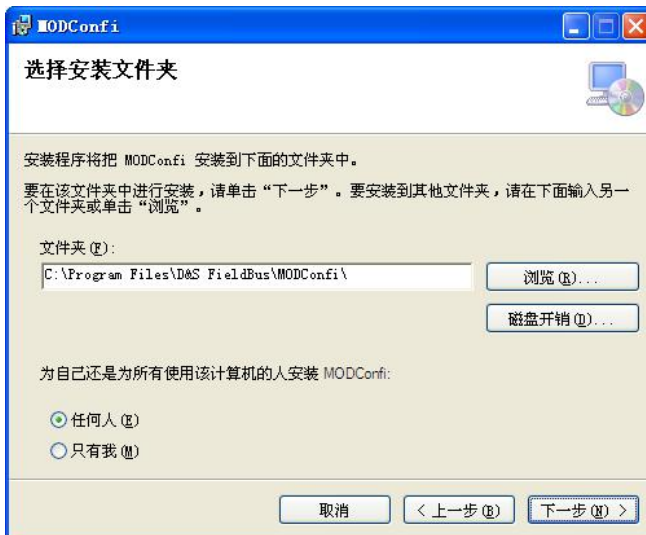 MODConfi
选择安装文件夹
安装程序将把 MODConfi 安装到下面的文件夹中。
要在该文件夹中进行安装，请单击“下一步”。要安装到其他文件夹，请在下面输入另一
个文件夹或单击“浏览”。
文件夹(F):
C:\Program Files\D&S FieldBus\MODConfi\
浏览(R)...
磁盘开销(D)...
为自己还是为所有使用该计算机的人安装 MODConfi:
任何人(E)
只有我(M)
取消
< 上一步(B)
下一步(N) >